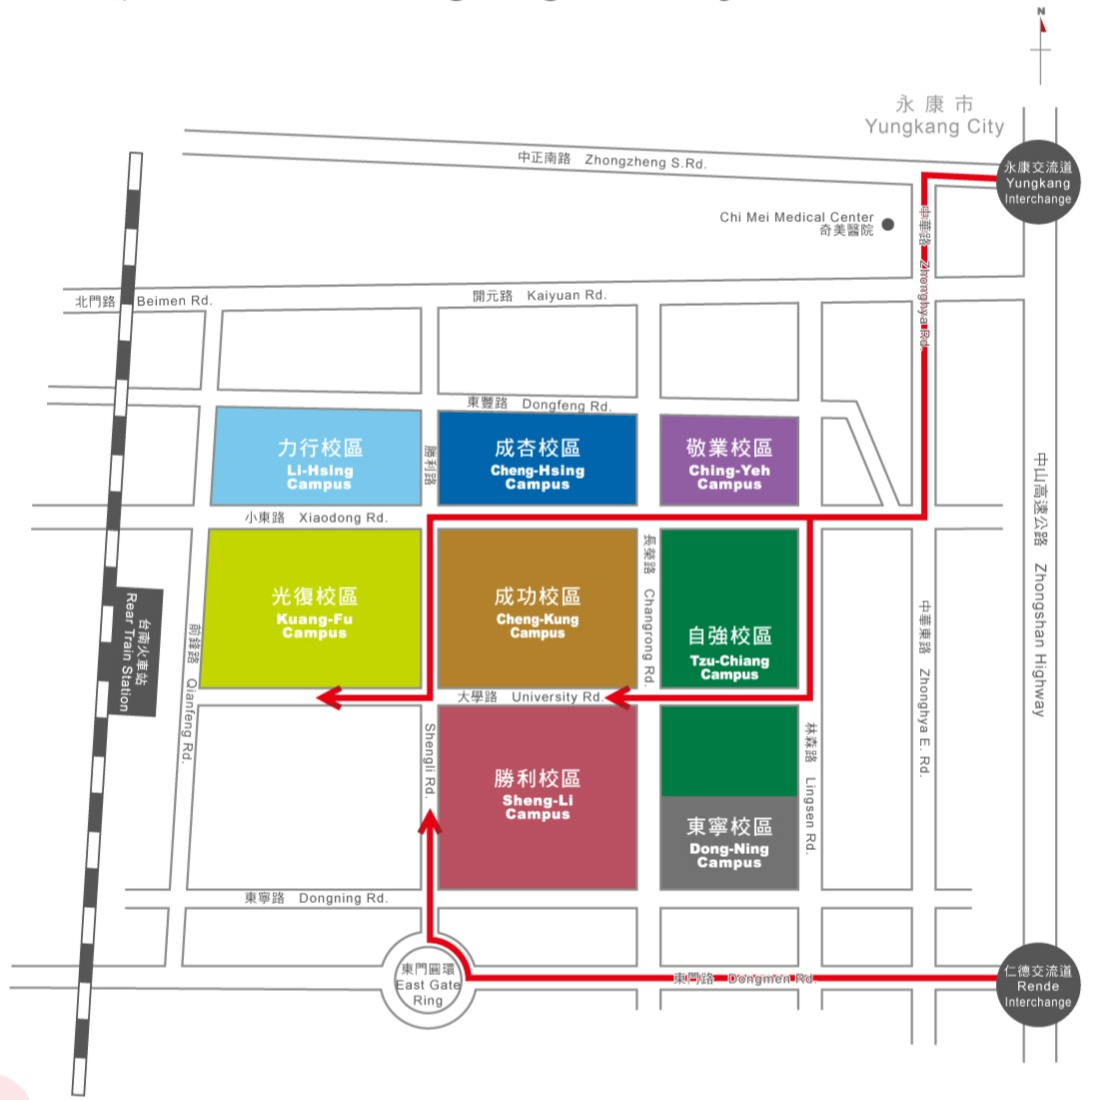 N
永康市
Yungkang City
中正南路 Zhongzheng S.Rd.
永康交流道
Yungkang
Interchange
Chi Mei Medical Center
奇美醫院
中華路 Zhonghya Rd.
北門路 Beimen Rd.
開元路 Kaiyuan Rd.
東豐路 Dongfeng Rd.
力行校區
Li-Hsing
Campus
勝利路
成杏校區
Cheng-Hsing
Campus
敬業校區
Ching-Yeh
Campus
小東路 Xiaodong Rd.
中山高速公路 Zhongshan Highway
光復校區
Kuang-Fu
Campus
成功校區
Cheng-Kung
Campus
長榮路 Changrong Rd.
自強校區
Tzu-Chiang
Campus
中華東路 Zhonghya E. Rd.
台南火車站
Rear Train Station
前鋒路 Qianfeng Rd.
大學路 University Rd.
Shengli Rd.
勝利校區
Sheng-Li
Campus
林森路 Lingsen Rd.
東寧校區
Dong-Ning
Campus
東寧路 Dongning Rd.
東門圓環
East Gate
Ring
東門路 Dongmen Rd.
仁德交流道
Rende
Interchange